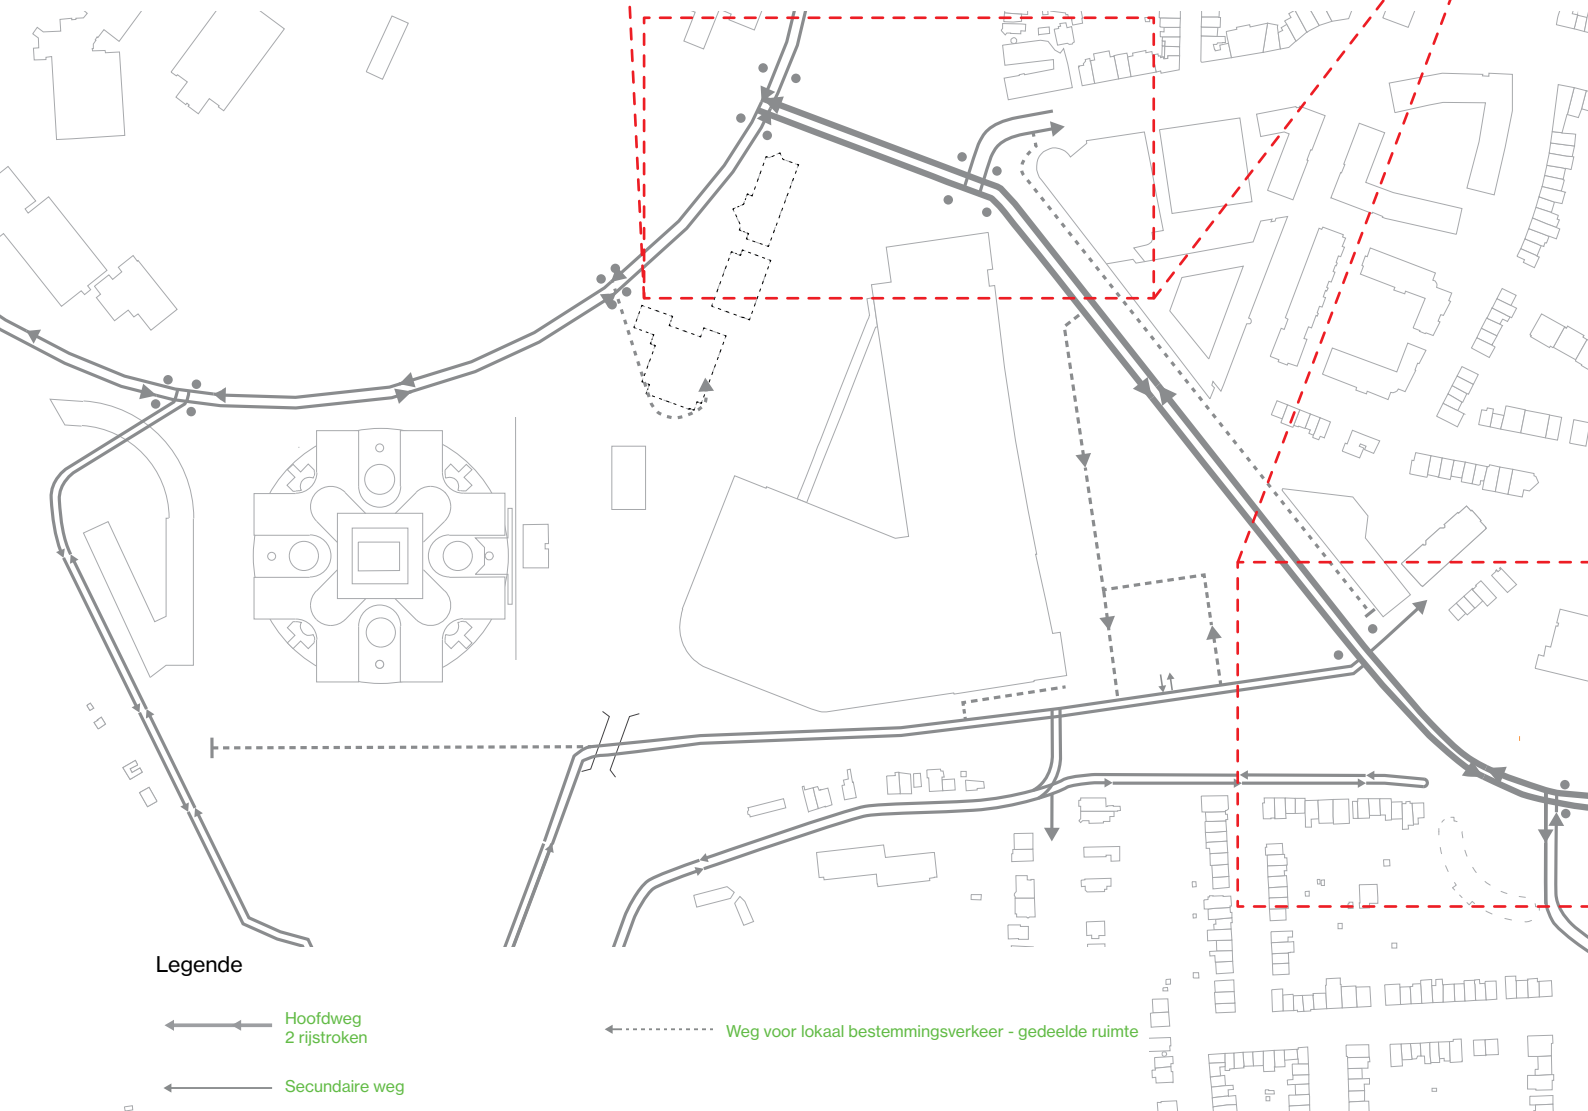 Legende
Hoofdweg
2 rijstroken
Weg voor lokaal bestemmingsverkeer - gedeelde ruimte
Secundaire weg